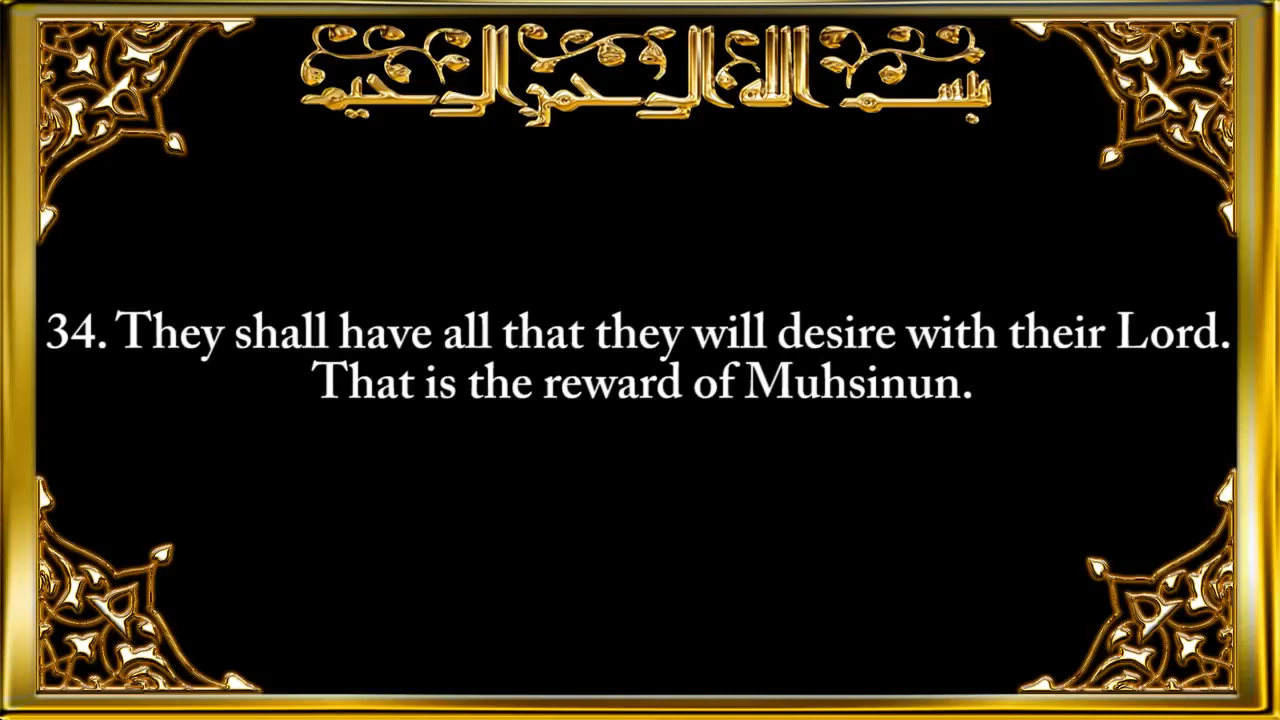 بسم الله الرحمن الرحيم
34. They shall have all that they will desire with their Lord.
That is the reward of Muhsinun.